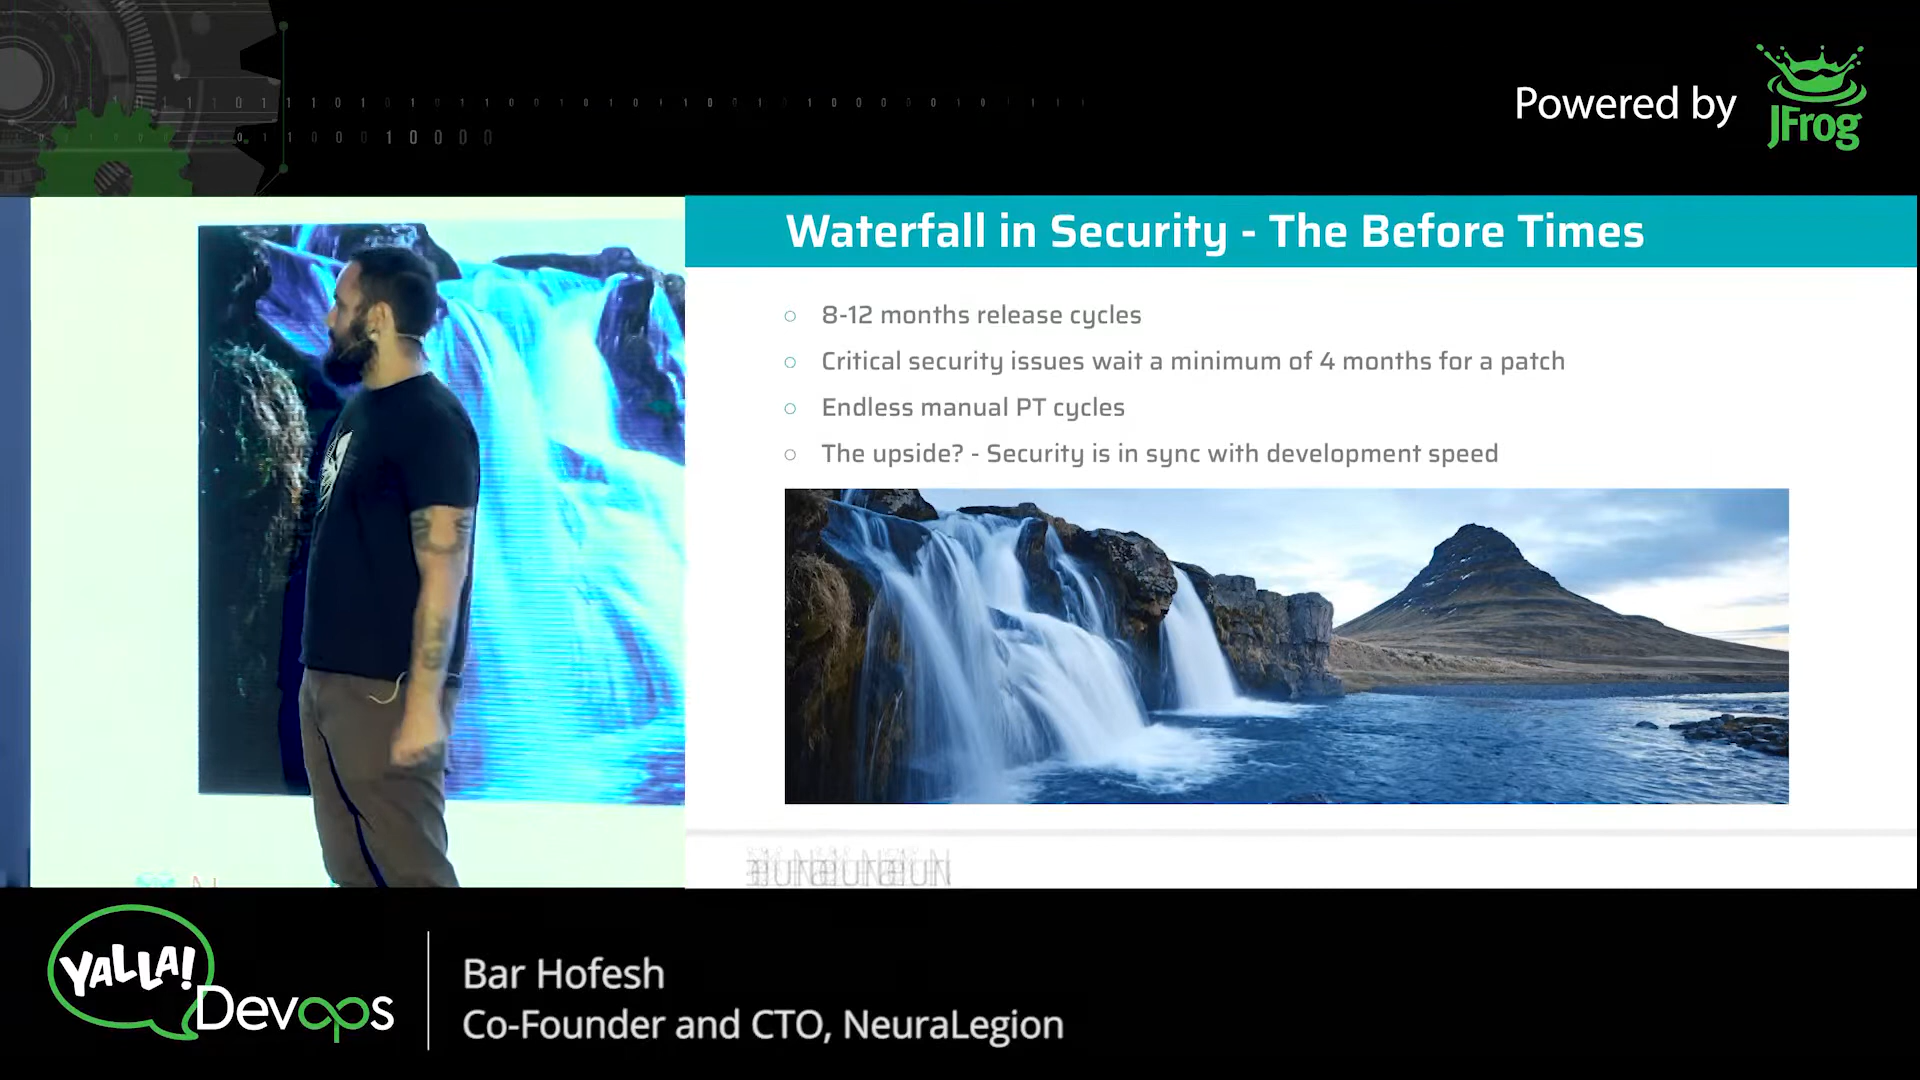 Powered by
JFrog
Waterfall in Security - The Before Times
8-12 months release cycles
Critical security issues wait a minimum of 4 months for a patch
Endless manual PT cycles
The upside? - Security is in sync with development speed
YALLA!
Devops
Bar Hofesh
Co-Founder and CTO, NeuraLegion